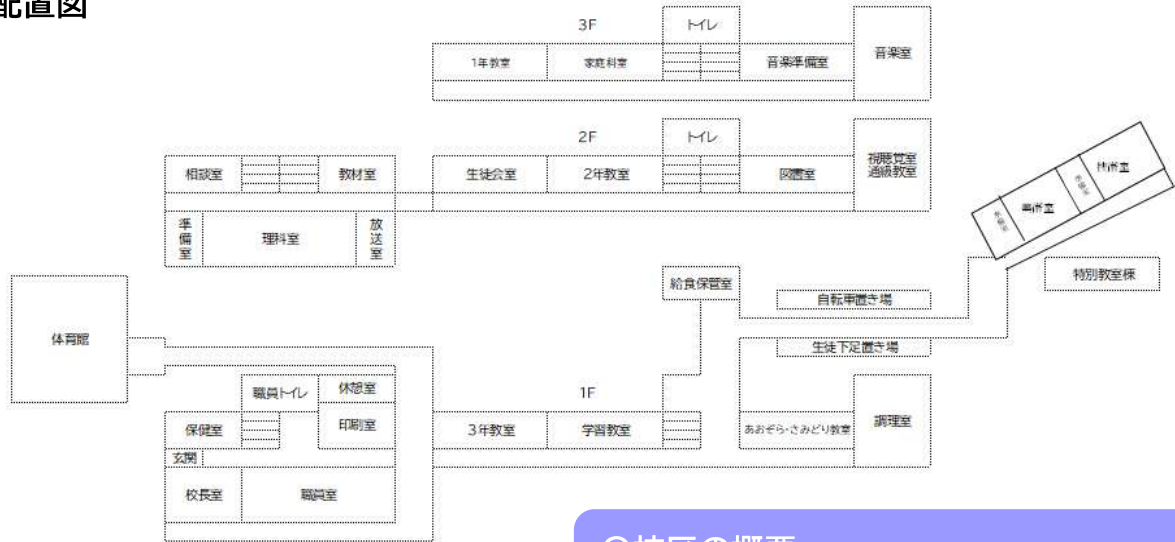 配置図
3F
トイレ
1年教室
家庭科室
音楽準備室
音楽室
2F
トイレ
相談室
教材室
生徒会室
2年教室
図書室
視聴覚室
通級教室
準備室
理科室
放送室
美術室
技術室
特別教室棟
給食保管室
自転車置き場
生徒下足置き場
体育館
職員トイレ
休憩室
1F
保健室
印刷室
3年教室
学習教室
あおぞら・さみどり教室
調理室
玄関
校長室
職員室